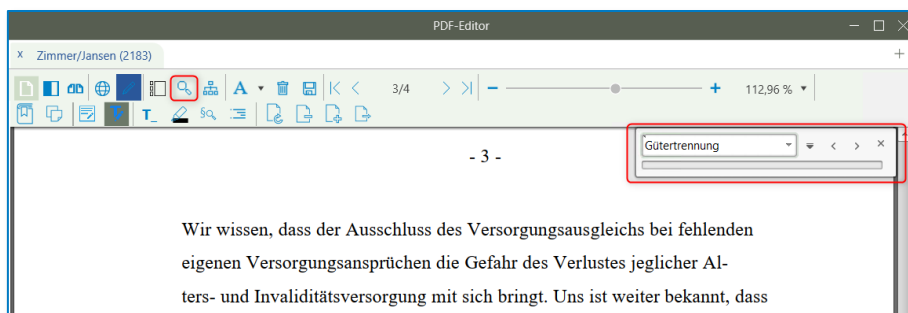 PDF-Editor
x Zimmer/Jansen (2183)
3/4
112,96 %
A
T_
Gütertrennung
- 3 -
Wir wissen, dass der Ausschluss des Versorgungsausgleichs bei fehlenden
eigenen Versorgungsansprüchen die Gefahr des Verlustes jeglicher Al-
ters- und Invaliditätsversorgung mit sich bringt. Uns ist weiter bekannt, dass